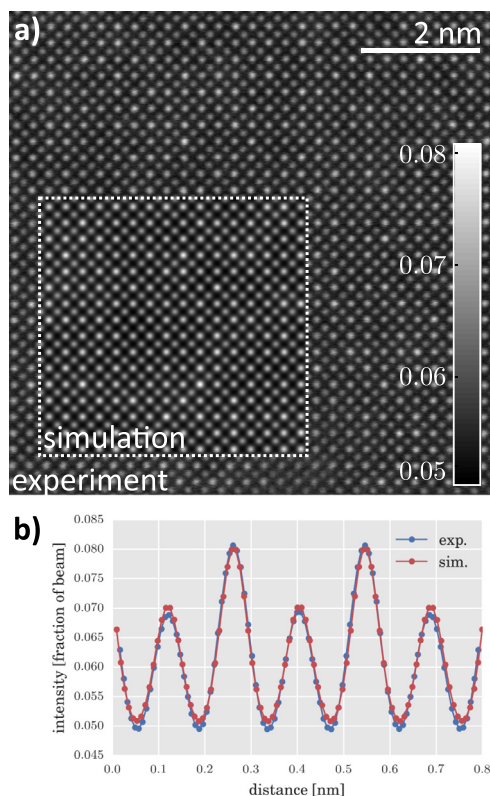 a)
2 nm
0.08
0.07
0.06
0.05
simulation
experiment
b)
0.085
0.080
0.075
0.070
0.065
0.060
0.055
0.050
0.045
intensity [fraction of beam]
exp.
sim.
0.0 0.1 0.2 0.3 0.4 0.5 0.6 0.7 0.8
distance [nm]